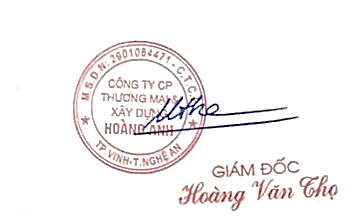 M.S.D.N: 2901084471 - C.T.C.P
CÔNG TY CP
THƯƠNG MẠI &
XÂY DỰNG
HOÀNG ANH
TP.VINH-T.NGHỆ AN
GIÁM ĐỐC
Hoàng Văn Thọ